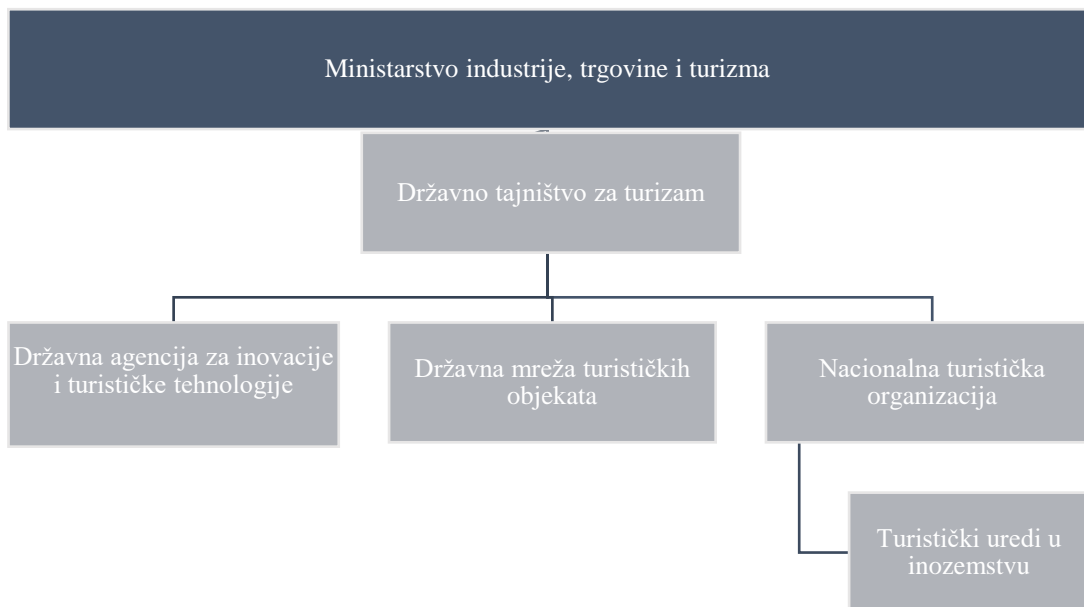 Ministarstvo industrije, trgovine i turizma
Državno tajništvo za turizam
Državna agencija za inovacije
i turističke tehnologije
Državna mreža turističkih
objekata
Nacionalna turistička
organizacija
Turistički uredi u
inozemstvu